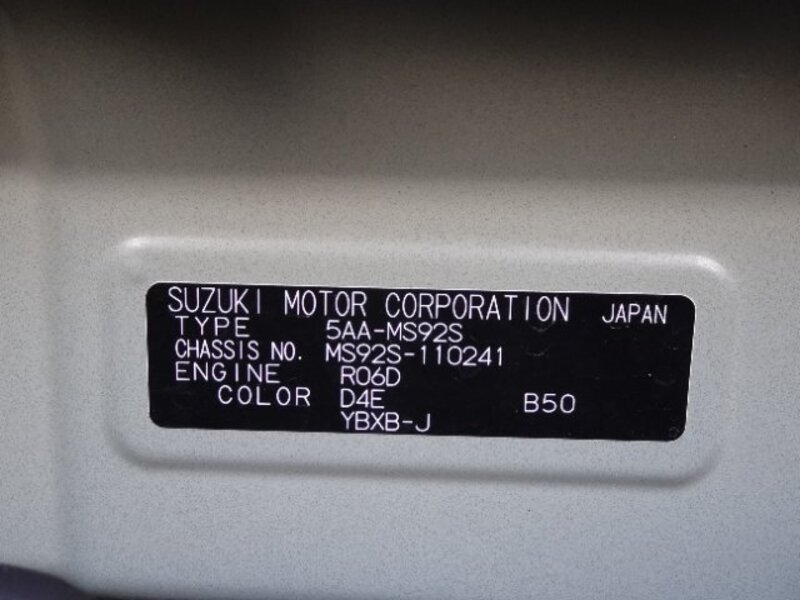 SUZUKI MOTOR CORPORATION JAPAN
TYPE 5AA-MS92S
CHASSIS NO. MS92S-110241
ENGINE R06D
COLOR D4E B50
YBXB-J